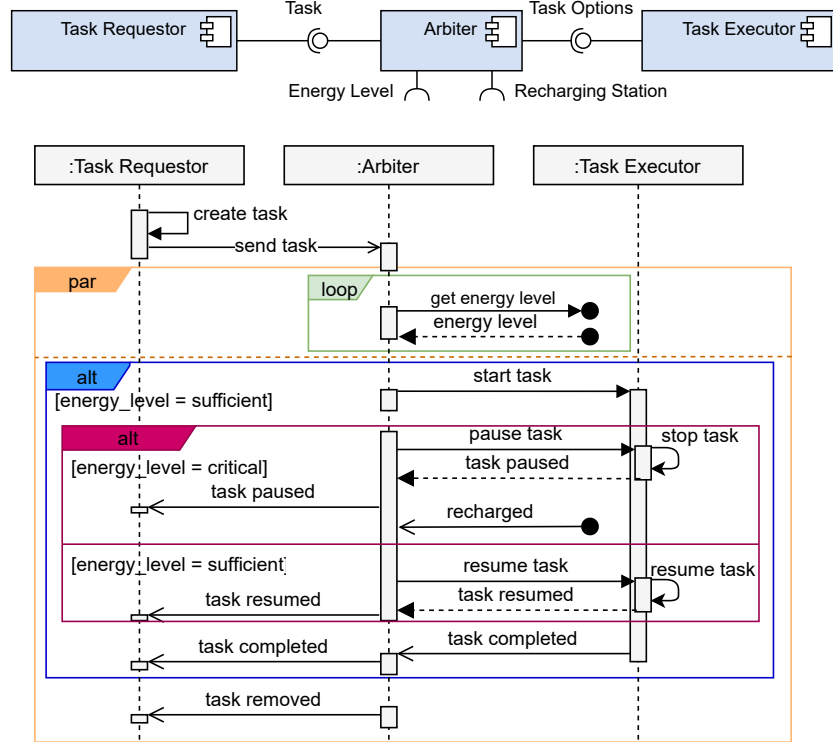 Task
Task Options
Task Requestor
Arbiter
Task Executor
Energy Level
Recharging Station
:Task Requestor
:Arbiter
:Task Executor
create task
send task
par
loop
get energy level
energy level
alt
start task
[energy_level = sufficient]
alt
pause task
stop task
[energy_level = critical]
task paused
task paused
recharged
[energy_level = sufficient]
resume task
resume task
task resumed
task resumed
task completed
task completed
task removed